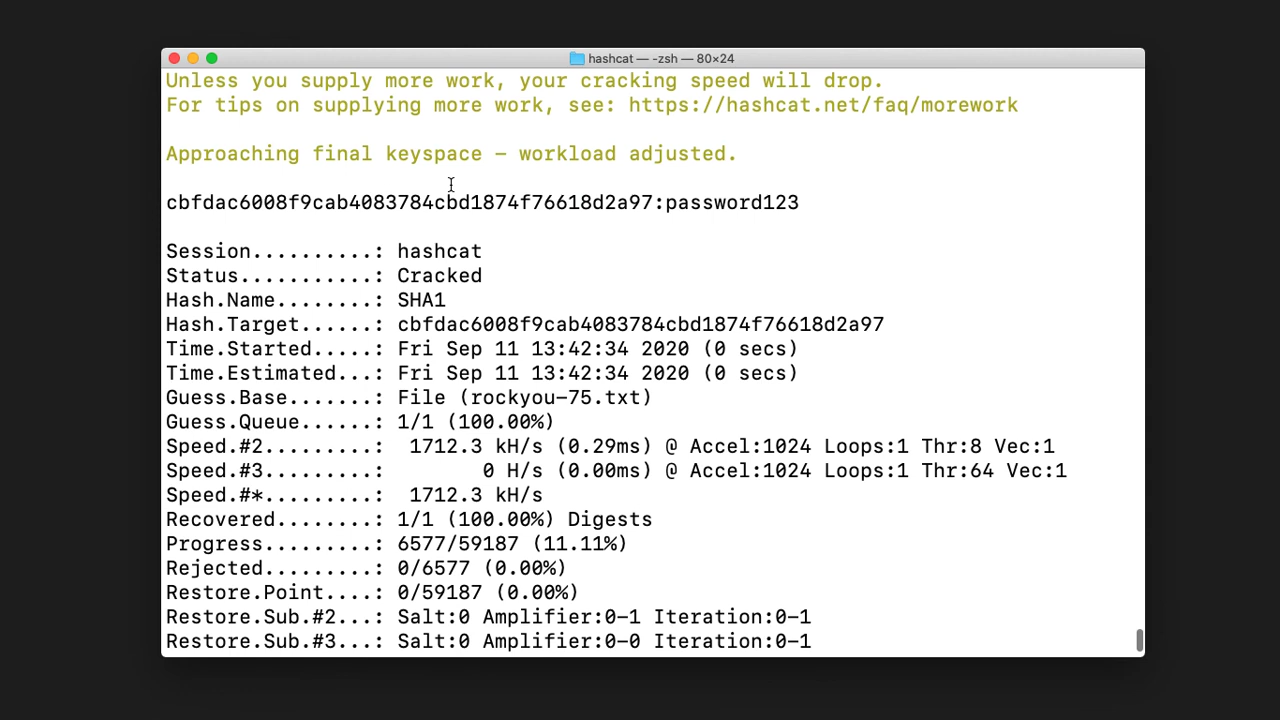 hashcat — -zsh — 80×24
Unless you supply more work, your cracking speed will drop.
For tips on supplying more work, see: https://hashcat.net/faq/morework
Approaching final keyspace - workload adjusted.
cbfdac6008f9cab4083784cbd1874f76618d2a97:password123
Session..........: hashcat
Status...........: Cracked
Hash.Name........: SHA1
Hash.Target......: cbfdac6008f9cab4083784cbd1874f76618d2a97
Time.Started.....: Fri Sep 11 13:42:34 2020 (0 secs)
Time.Estimated...: Fri Sep 11 13:42:34 2020 (0 secs)
Guess.Base.......: File (rockyou-75.txt)
Guess.Queue......: 1/1 (100.00%)
Speed.#2.........:  1712.3 kH/s (0.29ms) @ Accel:1024 Loops:1 Thr:8 Vec:1
Speed.#3.........:        0 H/s (0.00ms) @ Accel:1024 Loops:1 Thr:64 Vec:1
Speed.#*.........:  1712.3 kH/s
Recovered........: 1/1 (100.00%) Digests
Progress.........: 6577/59187 (11.11%)
Rejected.........: 0/6577 (0.00%)
Restore.Point....: 0/59187 (0.00%)
Restore.Sub.#2...: Salt:0 Amplifier:0-1 Iteration:0-1
Restore.Sub.#3...: Salt:0 Amplifier:0-0 Iteration:0-1